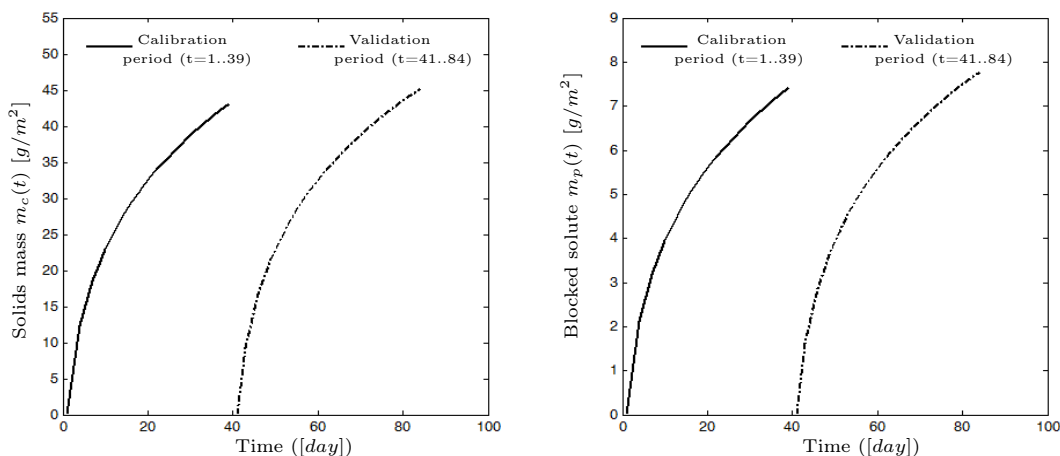 55
50
45
40
35
30
25
20
15
10
5
0
Solids mass m_c(t) [g/m^2]
Calibration
period (t=1..39)
Validation
period (t=41..84)
0 20 40 60 80 100
Time ([day])
9
8
7
6
5
4
3
2
1
0
Blocked solute m_p(t) [g/m^2]
Calibration
period (t=1..39)
Validation
period (t=41..84)
0 20 40 60 80 100
Time ([day])